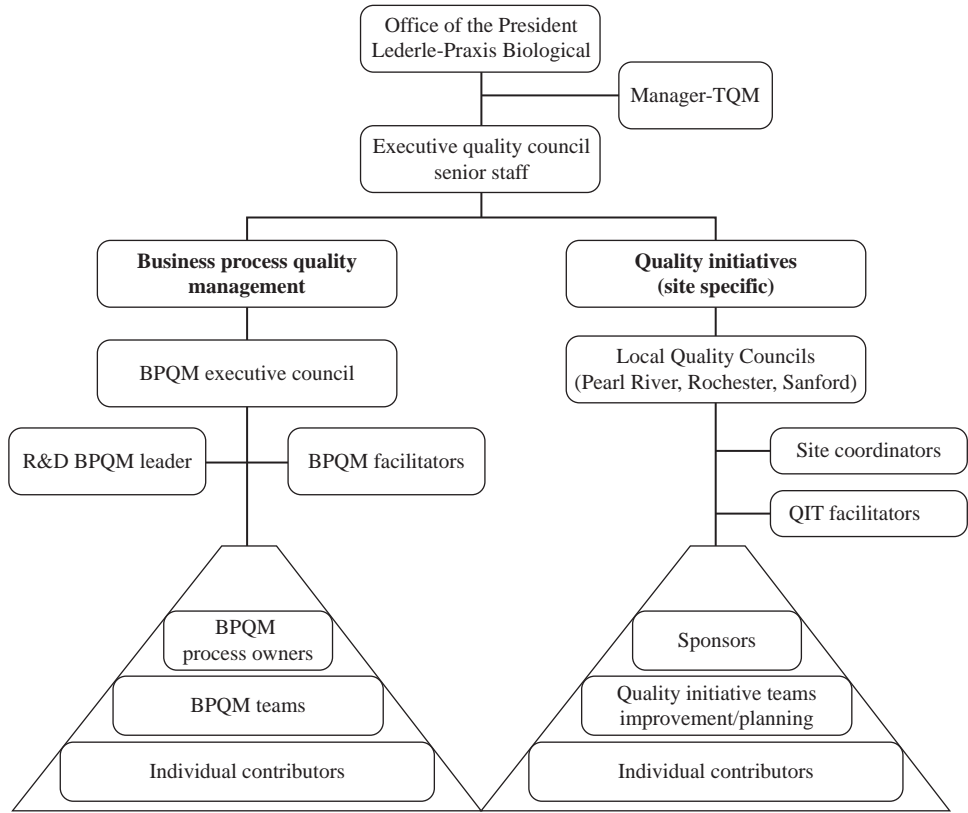 Office of the President
Lederle-Praxis Biological
Manager-TQM
Executive quality council
senior staff
Business process quality
management
Quality initiatives
(site specific)
BPQM executive council
Local Quality Councils
(Pearl River, Rochester, Sanford)
R&D BPQM leader
BPQM facilitators
Site coordinators
QIT facilitators
BPQM
process owners
Sponsors
BPQM teams
Quality initiative teams
improvement/planning
Individual contributors
Individual contributors